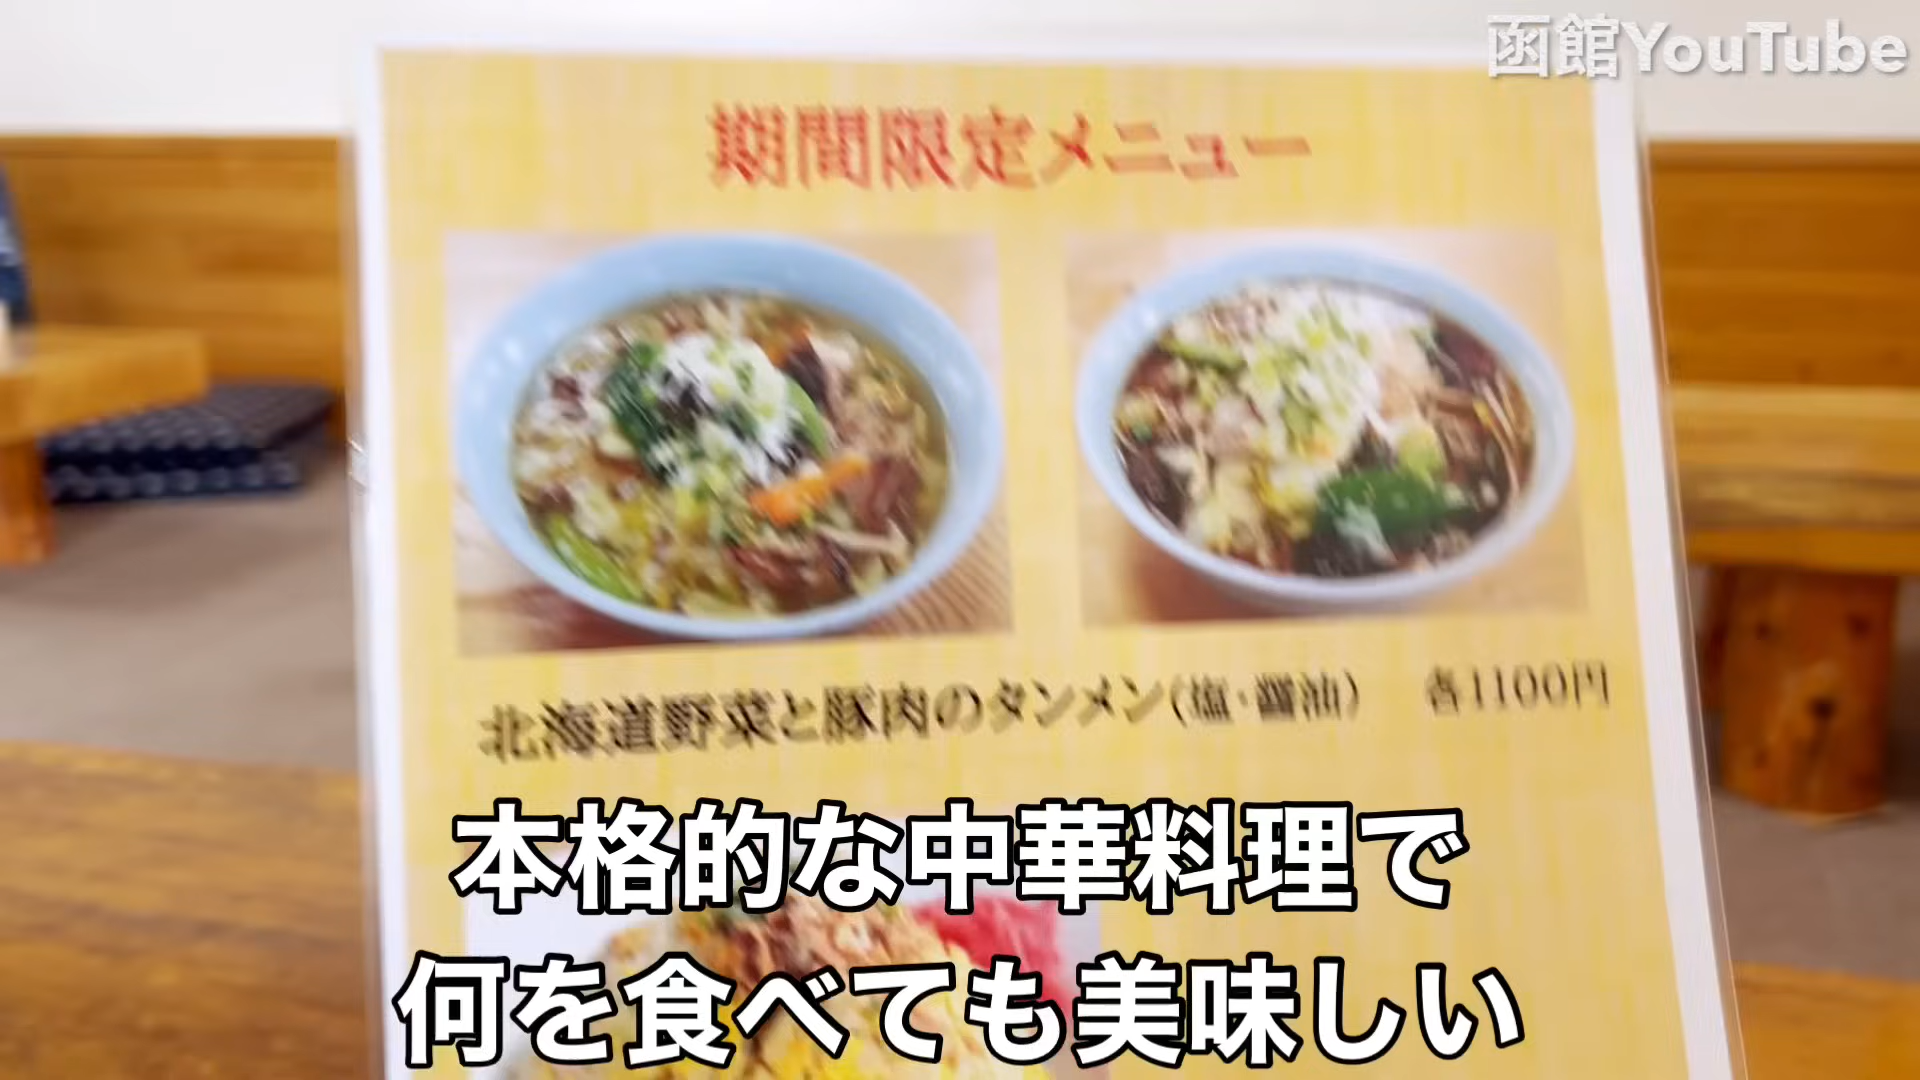 函館YouTube
期間限定メニュー
北海道野菜と豚肉のタンメン(塩・醤油) 各1100円
本格的な中華料理で
何を食べても美味しい